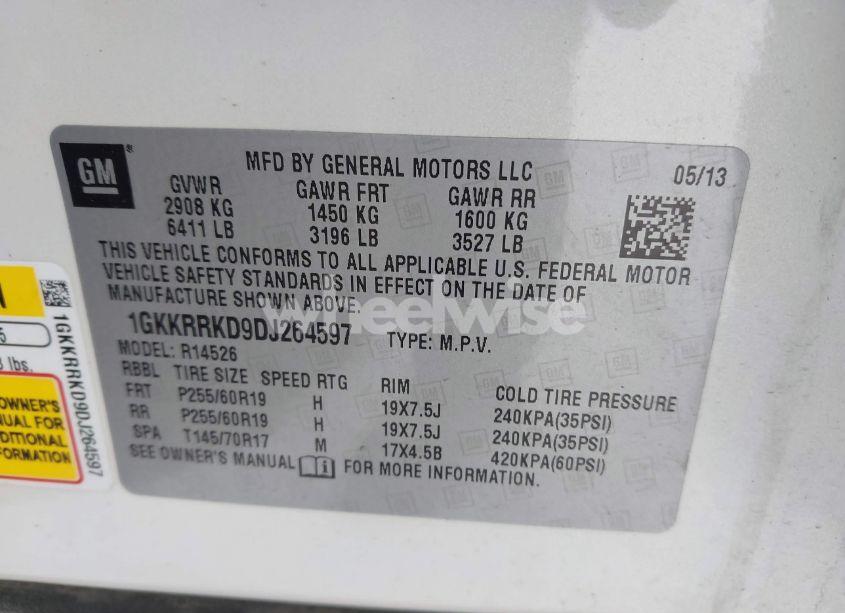 GM
MFD BY GENERAL MOTORS LLC
05/13
GVWR GAWR FRT GAWR RR
2908 KG 1450 KG 1600 KG
6411 LB 3196 LB 3527 LB
THIS VEHICLE CONFORMS TO ALL APPLICABLE U.S. FEDERAL MOTOR
VEHICLE SAFETY STANDARDS IN EFFECT ON THE DATE OF
MANUFACTURE SHOWN ABOVE.
1GKKRRKD9DJ264597 TYPE: M.P.V.
wheelwise
MODEL: R14526
RBBL TIRE SIZE SPEED RTG RIM COLD TIRE PRESSURE
FRT P255/60R19 H 19X7.5J 240KPA(35PSI)
RR P255/60R19 H 19X7.5J 240KPA(35PSI)
SPA T145/70R17 M 17X4.5B 420KPA(60PSI)
SEE OWNER'S MANUAL FOR MORE INFORMATION.
1GKKRRKD9DJ264597
lbs.
OWNER'S
FOR